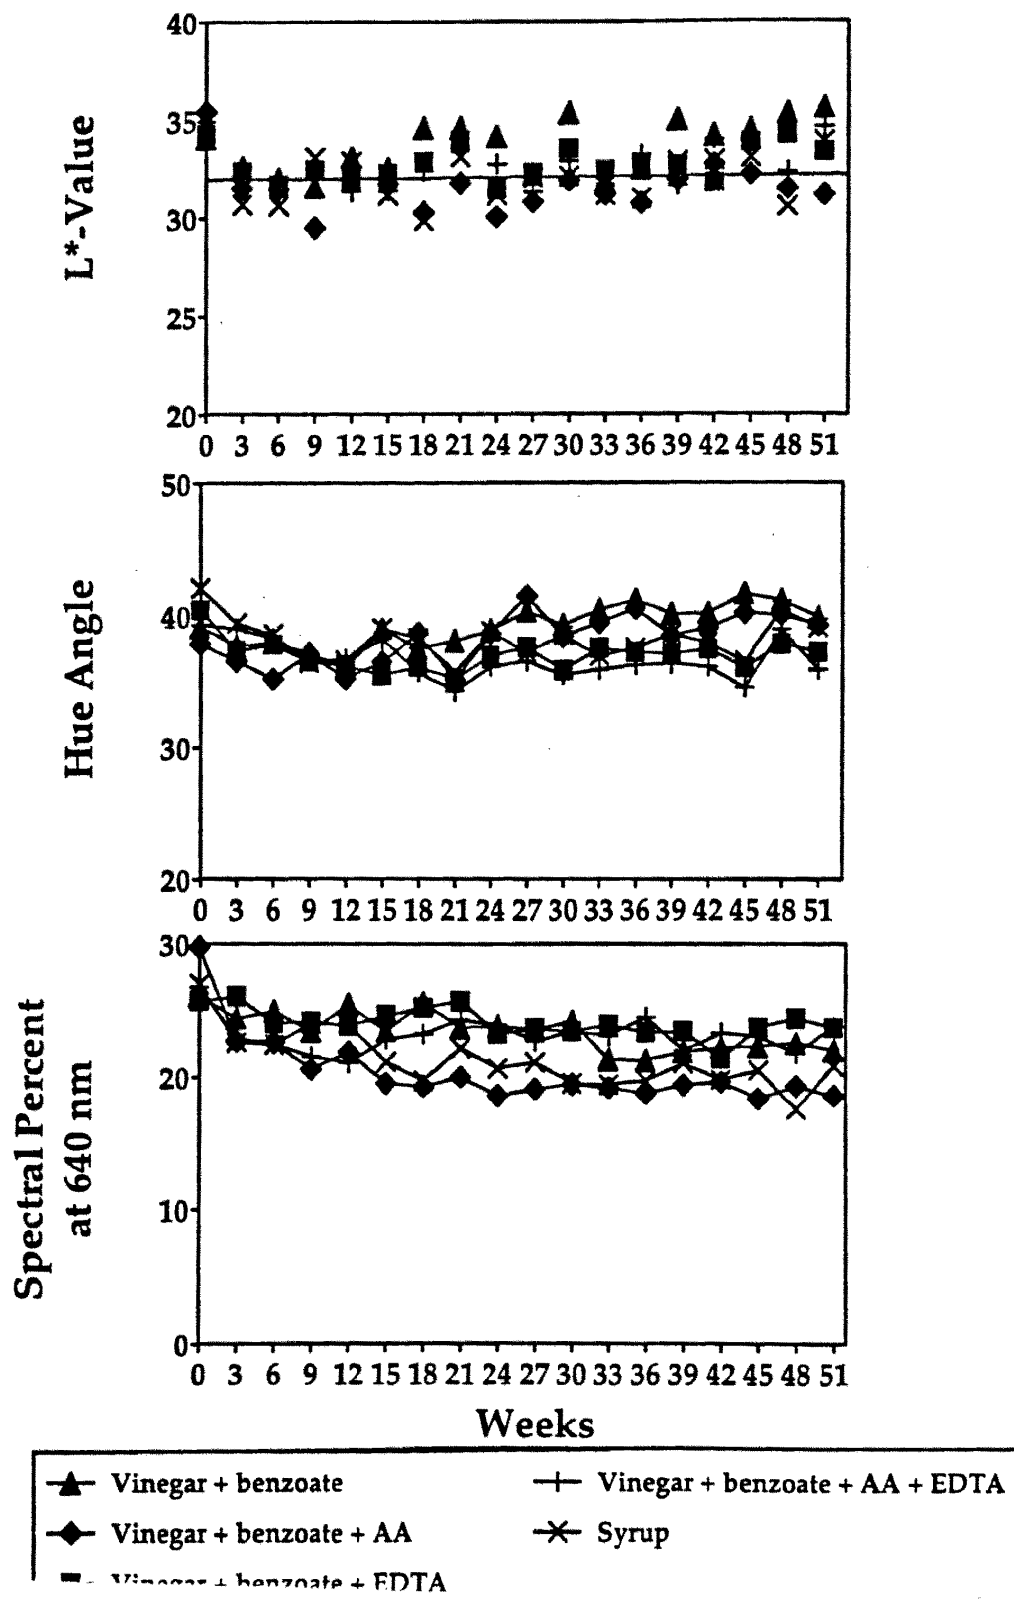 40
35
30
25
20
L*-Value
0 3 6 9 12 15 18 21 24 27 30 33 36 39 42 45 48 51
50
40
30
20
Hue Angle
0 3 6 9 12 15 18 21 24 27 30 33 36 39 42 45 48 51
30
20
10
0
Spectral Percent
at 640 nm
0 3 6 9 12 15 18 21 24 27 30 33 36 39 42 45 48 51
Weeks
Vinegar + benzoate
Vinegar + benzoate + AA + EDTA
Vinegar + benzoate + AA
Syrup
Vinegar + benzoate + EDTA